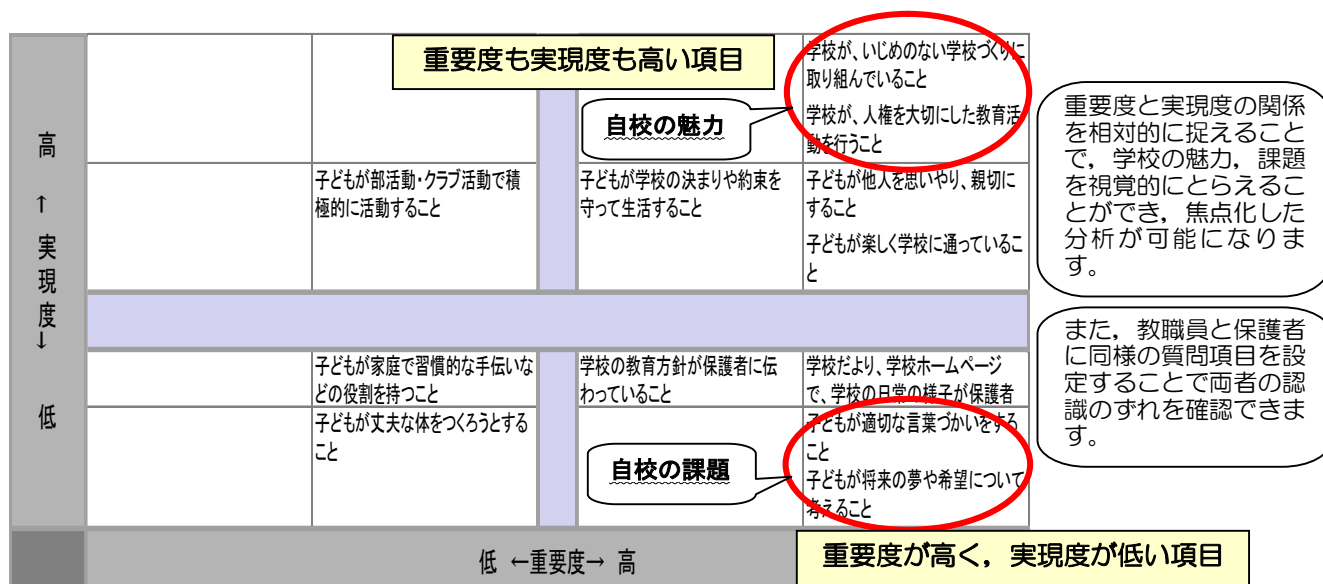 重要度も実現度も高い項目
学校が、いじめのない学校づくりに
取り組んでいること
学校が、人権を大切にした教育活
動を行うこと
自校の魅力
高
↑
実
現
度
↓
低
子どもが部活動・クラブ活動で積
極的に活動すること
子どもが学校の決まりや約束を
守って生活すること
子どもが他人を思いやり、親切に
すること
子どもが楽しく学校に通っているこ
と
子どもが家庭で習慣的な手伝いな
どの役割を持つこと
学校の教育方針が保護者に伝
わっていること
学校だより、学校ホームページ
で、学校の日常の様子が保護者
子どもが丈夫な体をつくろうとする
こと
自校の課題
子どもが適切な言葉づかいをする
こと
子どもが将来の夢や希望について
考えること
低 ←重要度→ 高
重要度が高く，実現度が低い項目
重要度と実現度の関係
を相対的に捉えること
で，学校の魅力，課題
を視覚的にとらえるこ
とができ，焦点化した
分析が可能になりま
す。
また，教職員と保護者
に同様の質問項目を設
定することで両者の認
識のずれを確認できま
す。